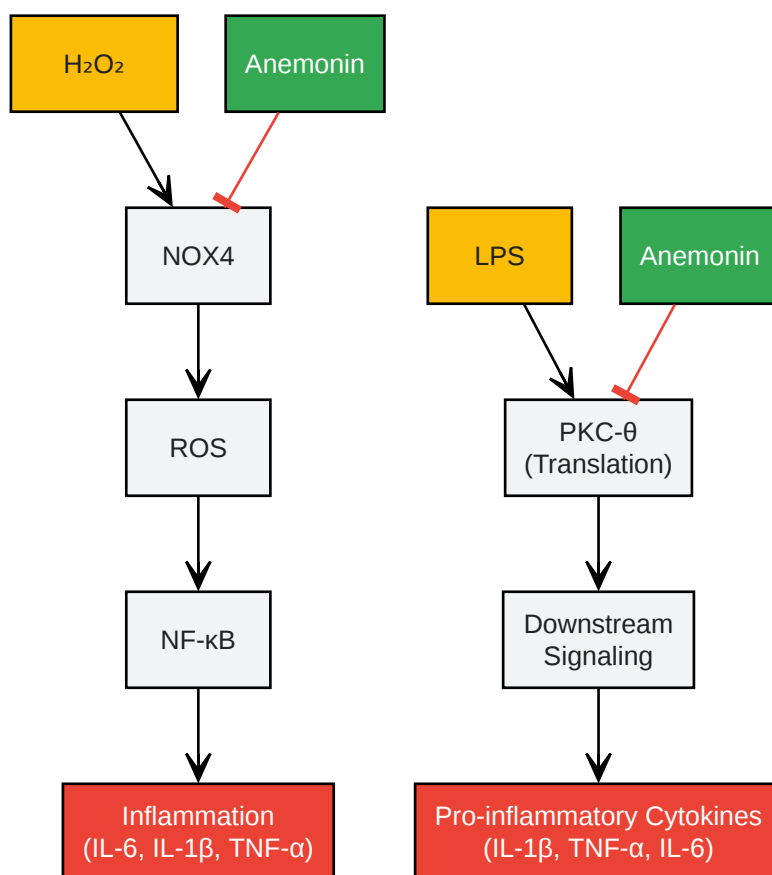 H₂O₂
Anemonin
NOX4
ROS
NF-κB
Inflammation
(IL-6, IL-1β, TNF-α)
LPS
Anemonin
PKC-θ
(Translation)
Downstream
Signaling
Pro-inflammatory Cytokines
(IL-1β, TNF-α, IL-6)